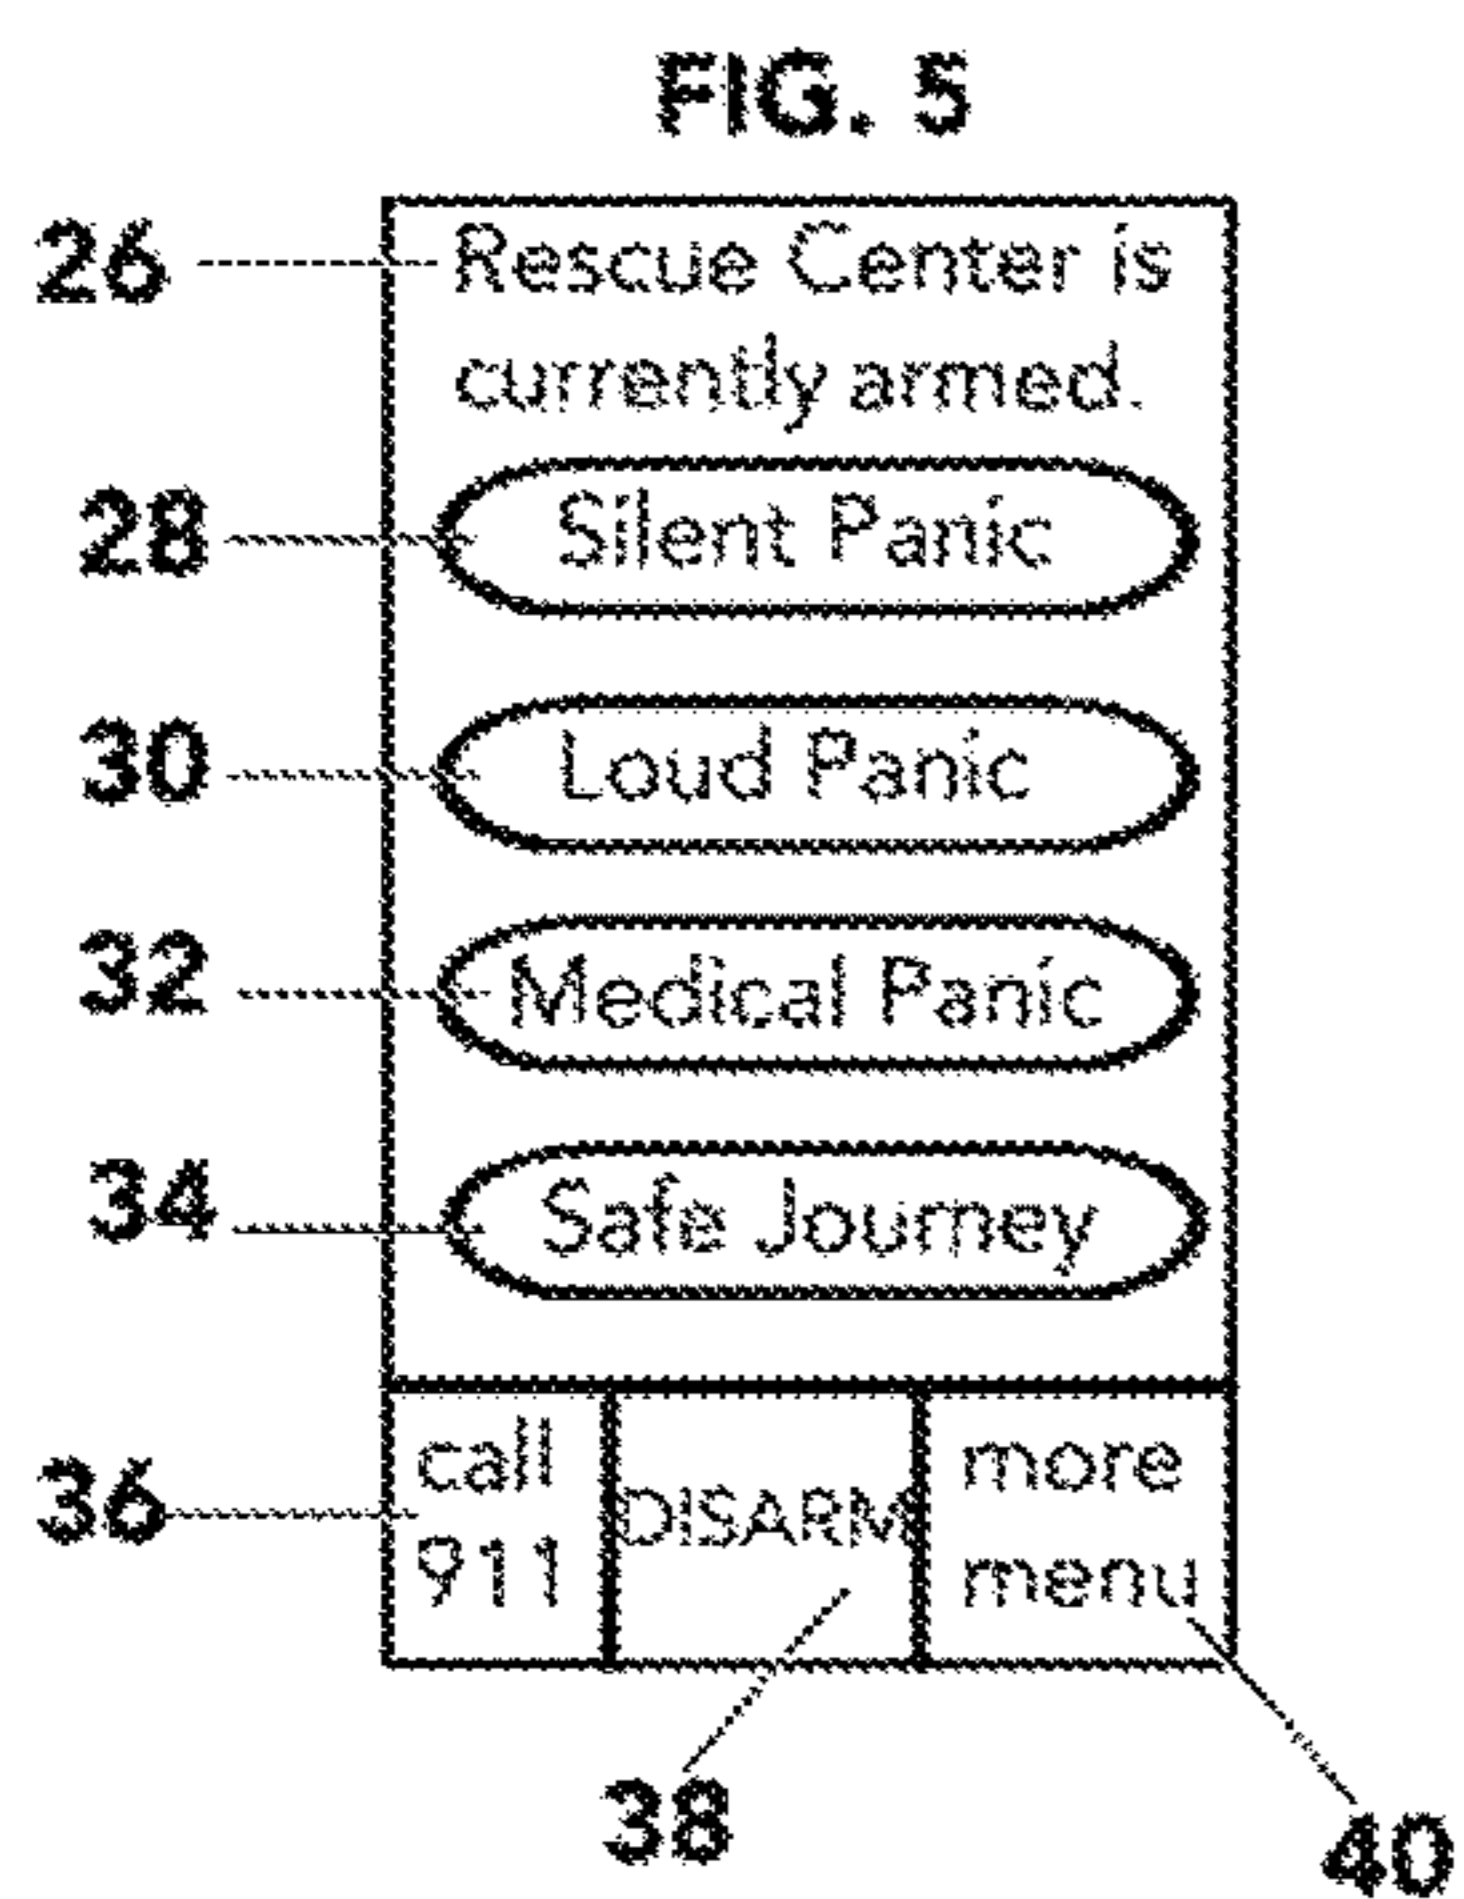 FIG. 5
26 Rescue Center is
currently armed.
28 Silent Panic
30 Loud Panic
32 Medical Panic
34 Safe Journey
36 call
911
DISARM
more
menu
38
40